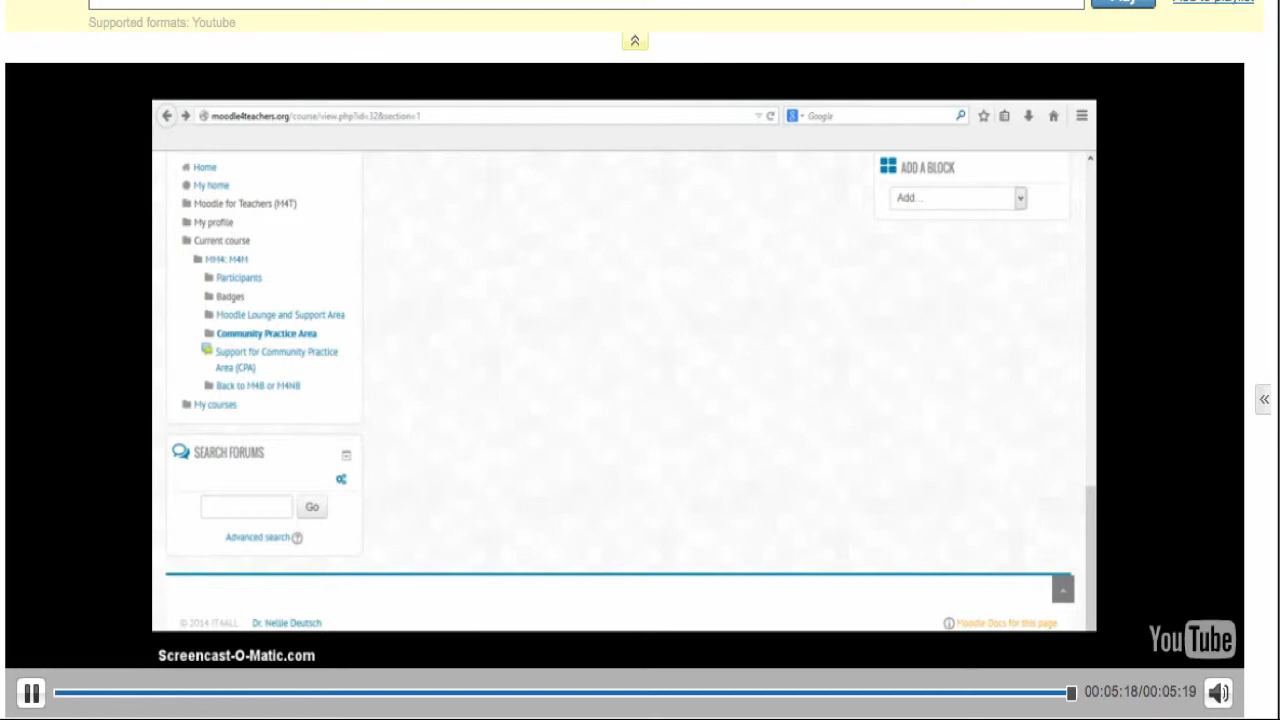 Supported formats: Youtube
moodle4teachers.org/course/view.php?id=32&section=1
Google
Home
My home
Moodle for Teachers (M4T)
My profile
Current course
MM4: M4M
Participants
Badges
Moodle Lounge and Support Area
Community Practice Area
Support for Community Practice
Area (CPA)
Back to M4B or M4NB
My courses
ADD A BLOCK
Add...
SEARCH FORUMS
Go
Advanced search
© 2014 IT4ALL Dr. Nellie Deutsch
Moodle Docs for this page
YouTube
Screencast-O-Matic.com
00:05:18/00:05:19